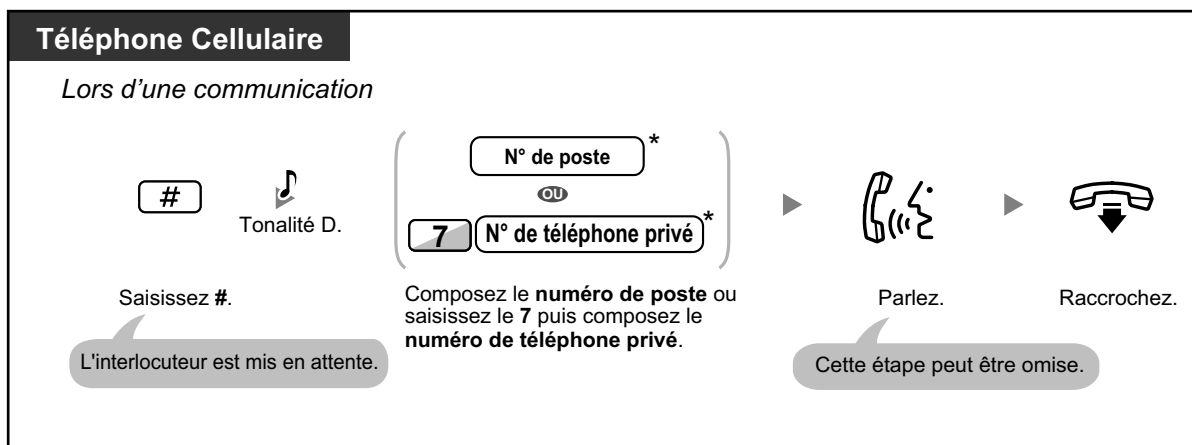 Téléphone Cellulaire
Lors d’une communication
#
Tonalité D.
N° de poste*
OU
7 N° de téléphone privé*
Saisissez #.
L'interlocuteur est mis en attente.
Composez le numéro de poste ou
saisissez le 7 puis composez le
numéro de téléphone privé.
Parlez.
Cette étape peut être omise.
Raccrochez.